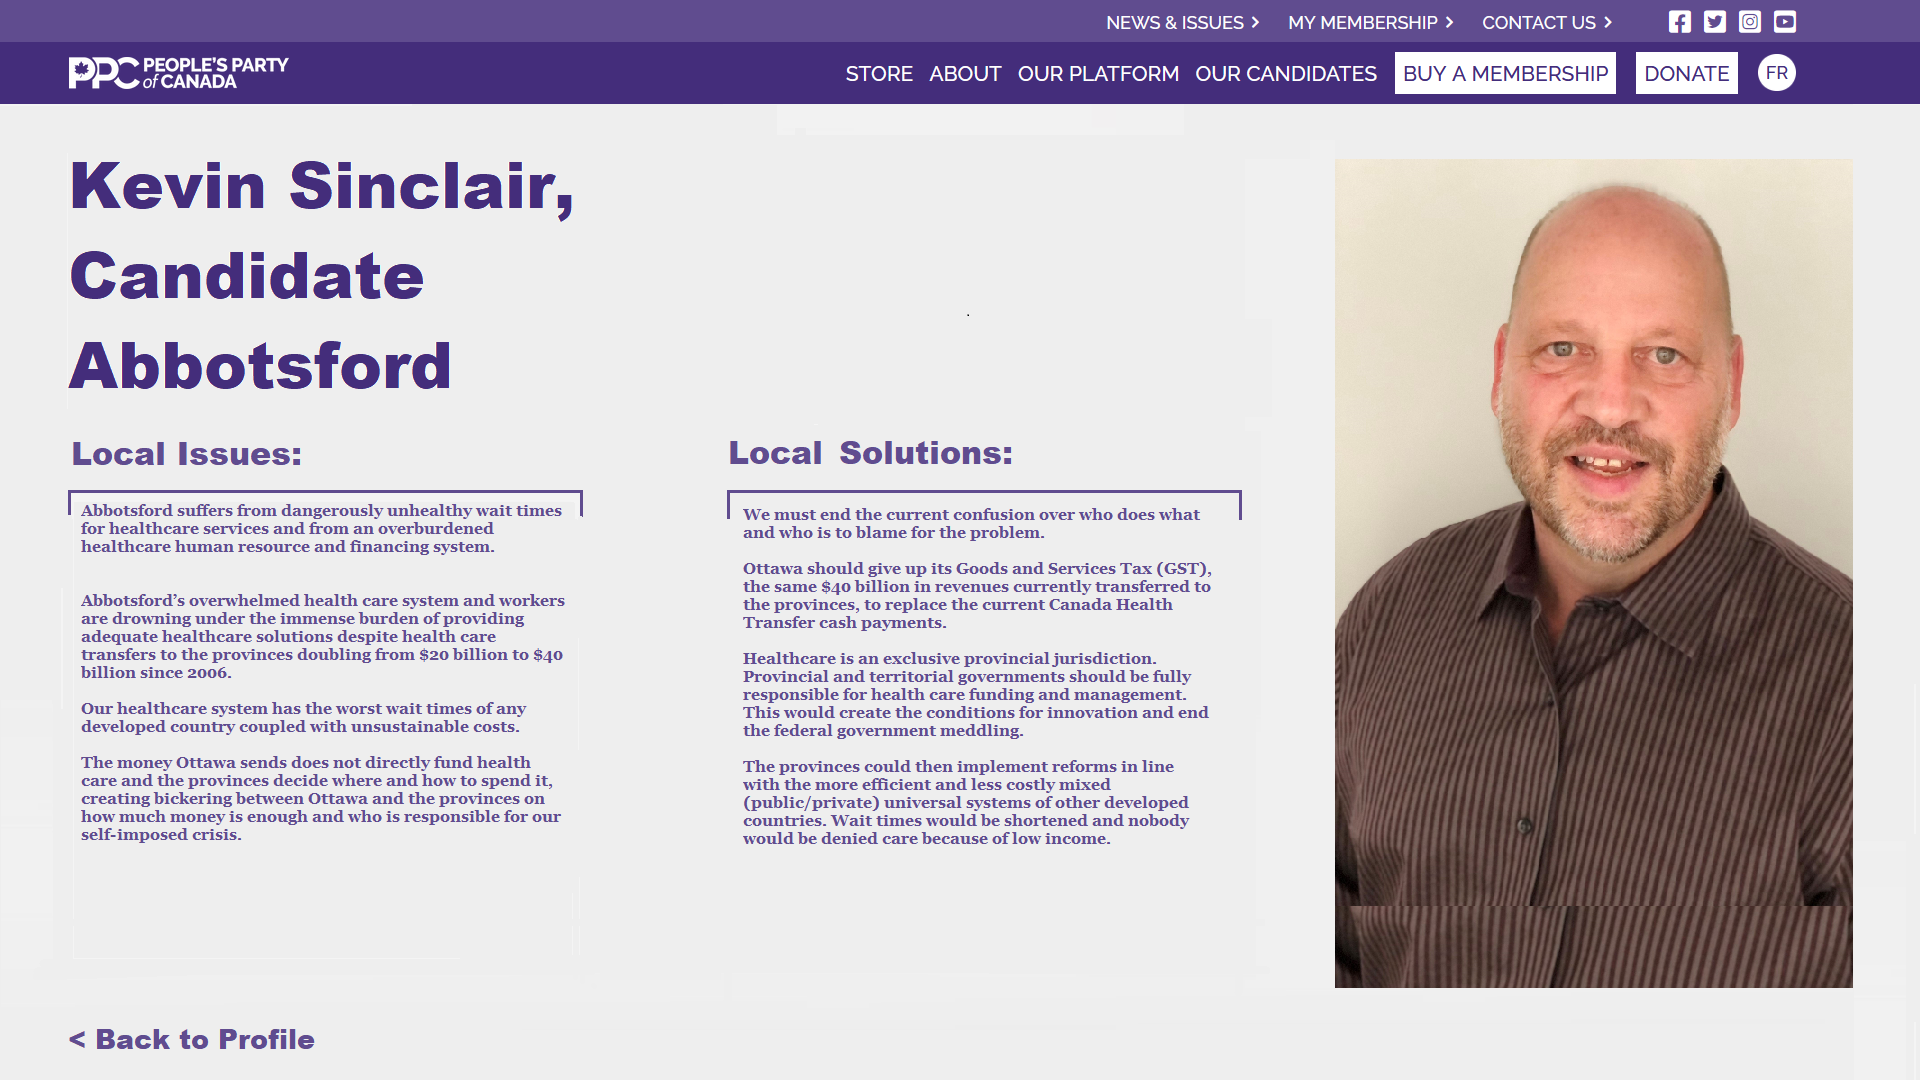 NEWS & ISSUES
MY MEMBERSHIP
CONTACT US
PPC PEOPLE'S PARTY
of CANADA
STORE
ABOUT
OUR PLATFORM
OUR CANDIDATES
BUY A MEMBERSHIP
DONATE
FR
Kevin Sinclair,
Candidate
Abbotsford
Local Issues:
Abbotsford suffers from dangerously unhealthy wait times
for healthcare services and from an overburdened
healthcare human resource and financing system.
Abbotsford's overwhelmed health care system and workers
are drowning under the immense burden of providing
adequate healthcare solutions despite health care
transfers to the provinces doubling from $20 billion to $40
billion since 2006.
Our healthcare system has the worst wait times of any
developed country coupled with unsustainable costs.
The money Ottawa sends does not directly fund health
care and the provinces decide where and how to spend it,
creating bickering between Ottawa and the provinces on
how much money is enough and who is responsible for our
self-imposed crisis.
Local Solutions:
We must end the current confusion over who does what
and who is to blame for the problem.
Ottawa should give up its Goods and Services Tax (GST),
the same $40 billion in revenues currently transferred to
the provinces, to replace the current Canada Health
Transfer cash payments.
Healthcare is an exclusive provincial jurisdiction.
Provincial and territorial governments should be fully
responsible for health care funding and management.
This would create the conditions for innovation and end
the federal government meddling.
The provinces could then implement reforms in line
with the more efficient and less costly mixed
(public/private) universal systems of other developed
countries. Wait times would be shortened and nobody
would be denied care because of low income.
< Back to Profile